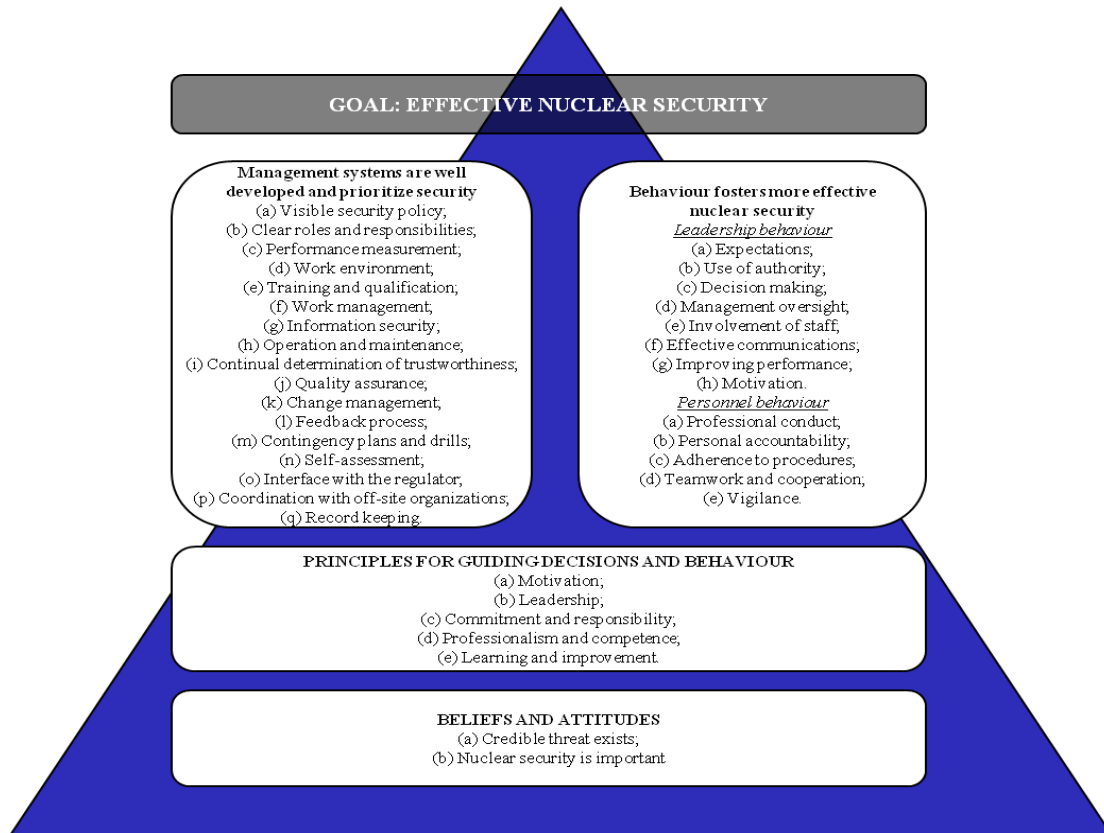 GOAL: EFFECTIVE NUCLEAR SECURITY
Management systems are well
developed and prioritize security
(a) Visible security policy;
(b) Clear roles and responsibilities;
(c) Performance measurement;
(d) Work environment;
(e) Training and qualification;
(f) Work management;
(g) Information security;
(h) Operation and maintenance;
(i) Continual determination of trustworthiness;
(j) Quality assurance;
(k) Change management;
(l) Feedback process;
(m) Contingency plans and drills;
(n) Self-assessment;
(o) Interface with the regulator;
(p) Coordination with off-site organizations;
(q) Record keeping.
Behaviour fosters more effective
nuclear security
Leadership behaviour
(a) Expectations;
(b) Use of authority;
(c) Decision making;
(d) Management oversight;
(e) Involvement of staff;
(f) Effective communications;
(g) Improving performance;
(h) Motivation.
Personnel behaviour
(a) Professional conduct;
(b) Personal accountability;
(c) Adherence to procedures;
(d) Teamwork and cooperation;
(e) Vigilance.
PRINCIPLES FOR GUIDING DECISIONS AND BEHAVIOUR
(a) Motivation;
(b) Leadership;
(c) Commitment and responsibility;
(d) Professionalism and competence;
(e) Learning and improvement.
BELIEFS AND ATTITUDES
(a) Credible threat exists;
(b) Nuclear security is important